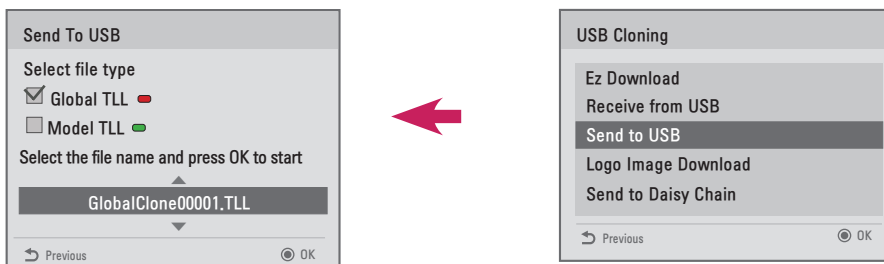 Send To USB
Select file type
Global TLL
Model TLL
Select the file name and press OK to start
GlobalClone00001.TLL
Previous
OK
USB Cloning
Ez Download
Receive from USB
Send to USB
Logo Image Download
Send to Daisy Chain
Previous
OK